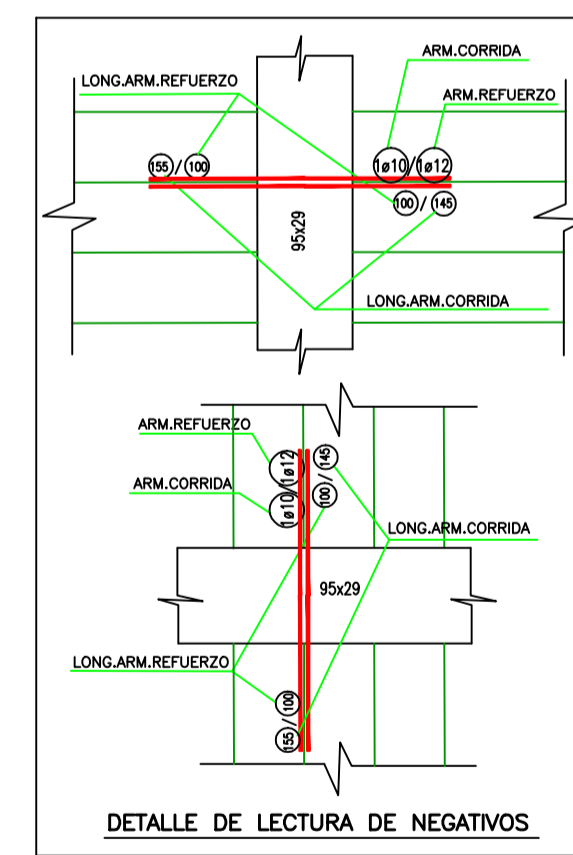 ARM.CORRIDA
LONG.ARM.REFUERZO
ARM.REFUERZO
155/100
1ø10/1ø12
100/145
95x29
LONG.ARM.CORRIDA
ARM.REFUERZO
1ø10/1ø12
100/145
ARM.CORRIDA
LONG.ARM.CORRIDA
95x29
LONG.ARM.REFUERZO
155/100
DETALLE DE LECTURA DE NEGATIVOS